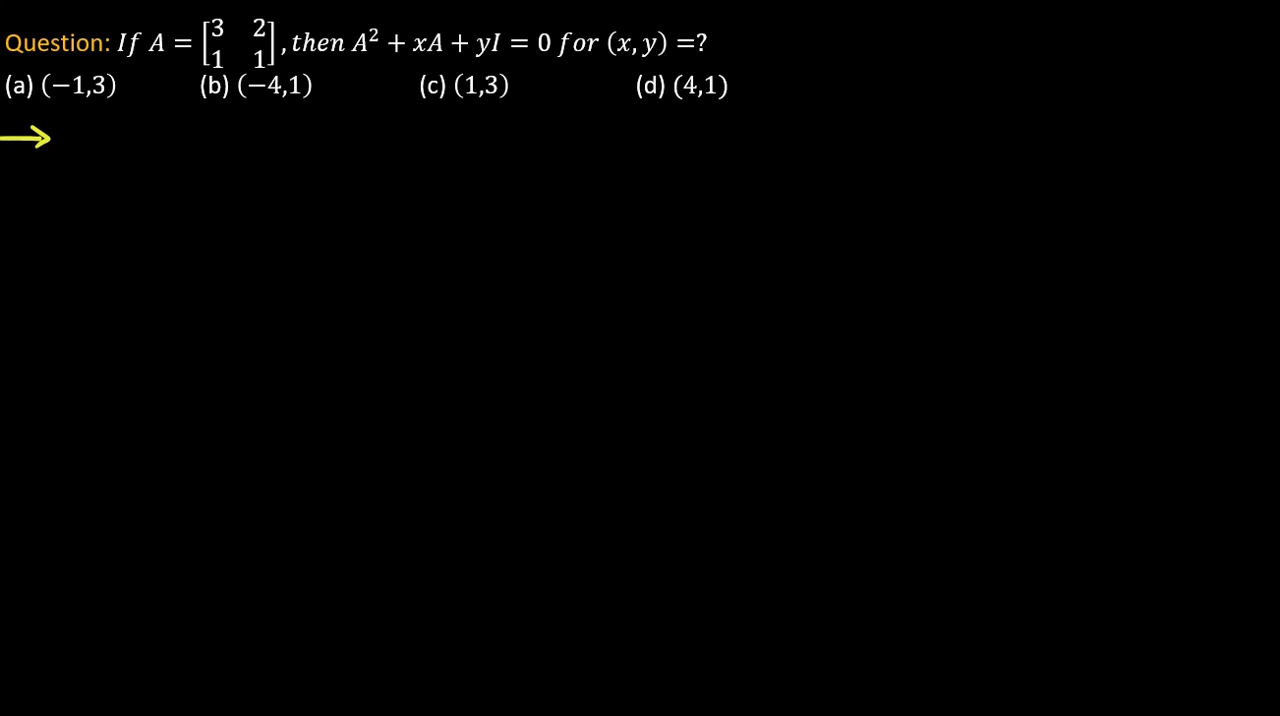 Question: If A = [3 2; 1 1], then A² + xA + yI = 0 for (x, y) =?
(a) (−1,3) (b) (−4,1) (c) (1,3) (d) (4,1)